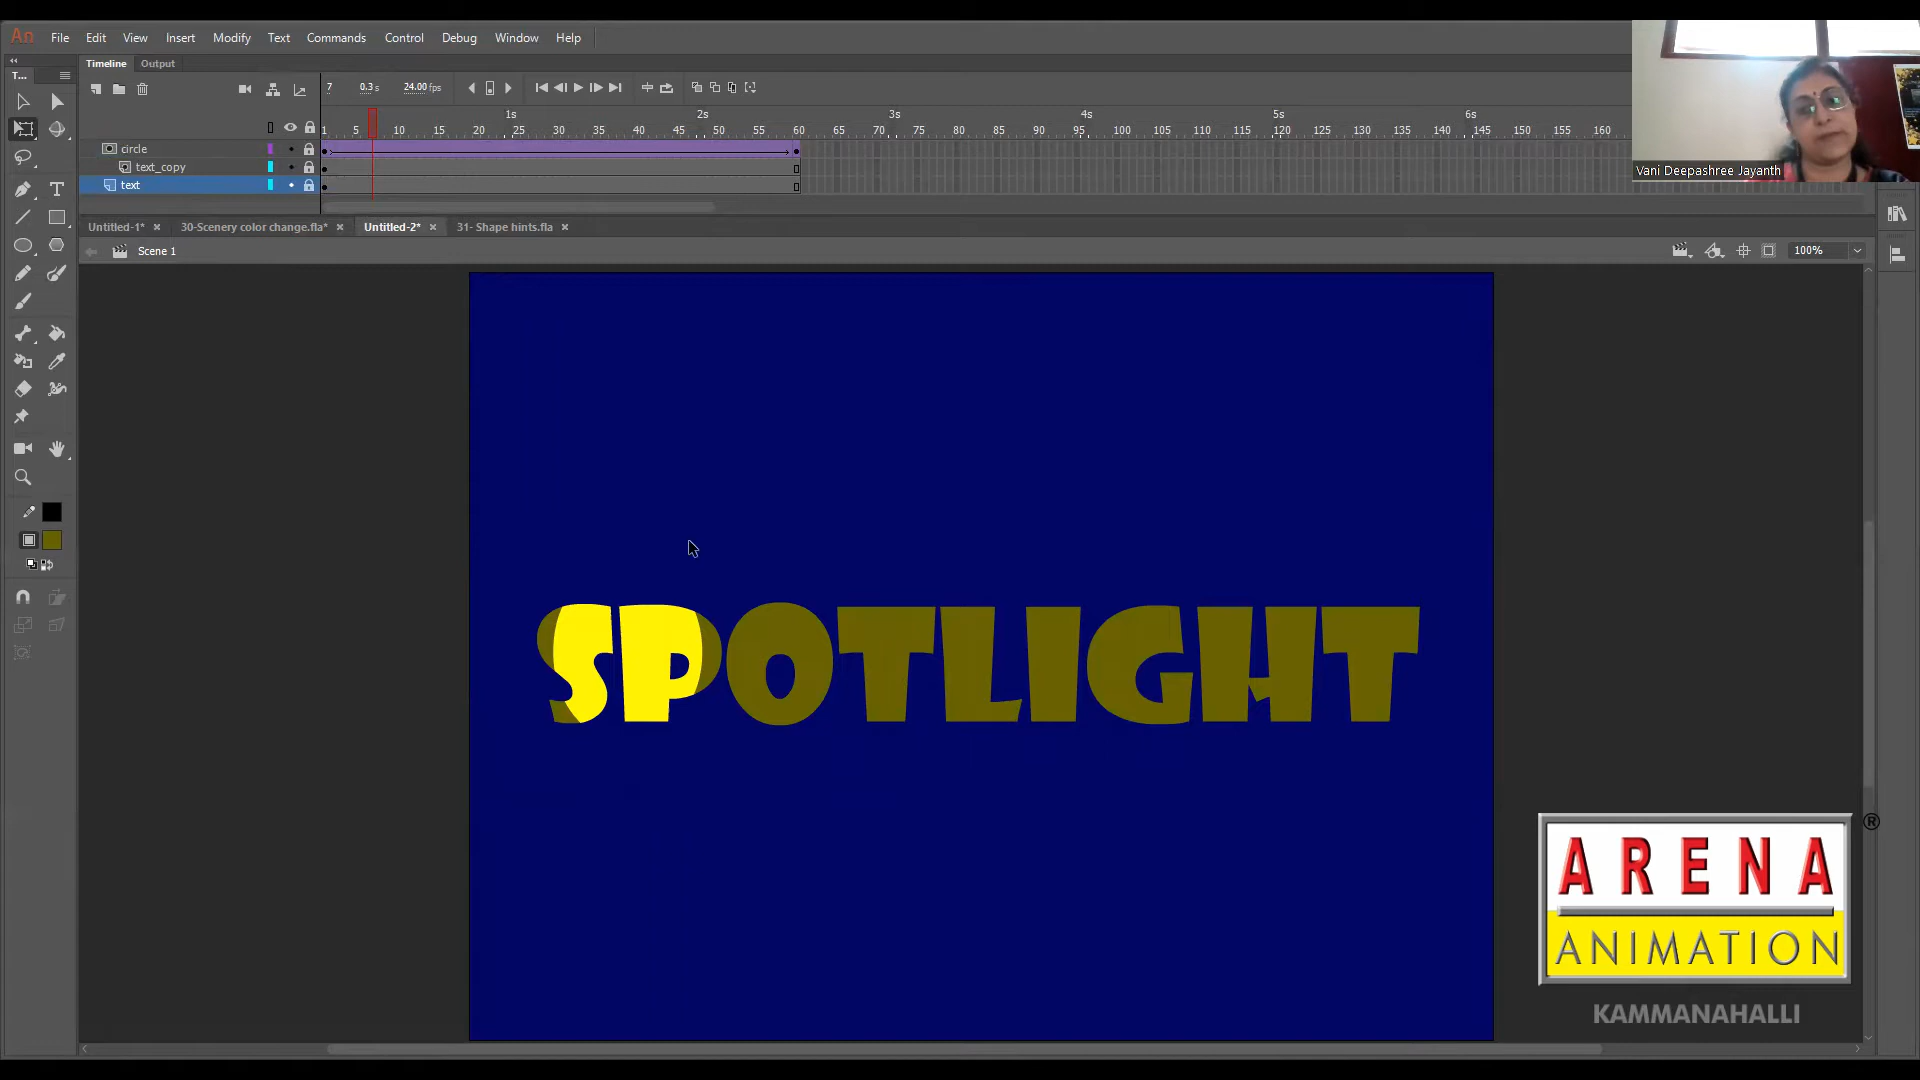 An File Edit View Insert Modify Text Commands Control Debug Window Help
T... Timeline Output
7 0.3 s 24.00 fps
1s 2s 3s 4s 5s 6s
1 5 10 15 20 25 30 35 40 45 50 55 60 65 70 75 80 85 90 95 100 105 110 115 120 125 130 135 140 145 150 155 160
circle
text_copy
text
Vani Deepashree Jayanth
Untitled-1* 30-Scenery color change.fla* Untitled-2* 31- Shape hints.fla
Scene 1 100%
SPOTLIGHT
ARENA ®
ANIMATION
KAMMANAHALLI